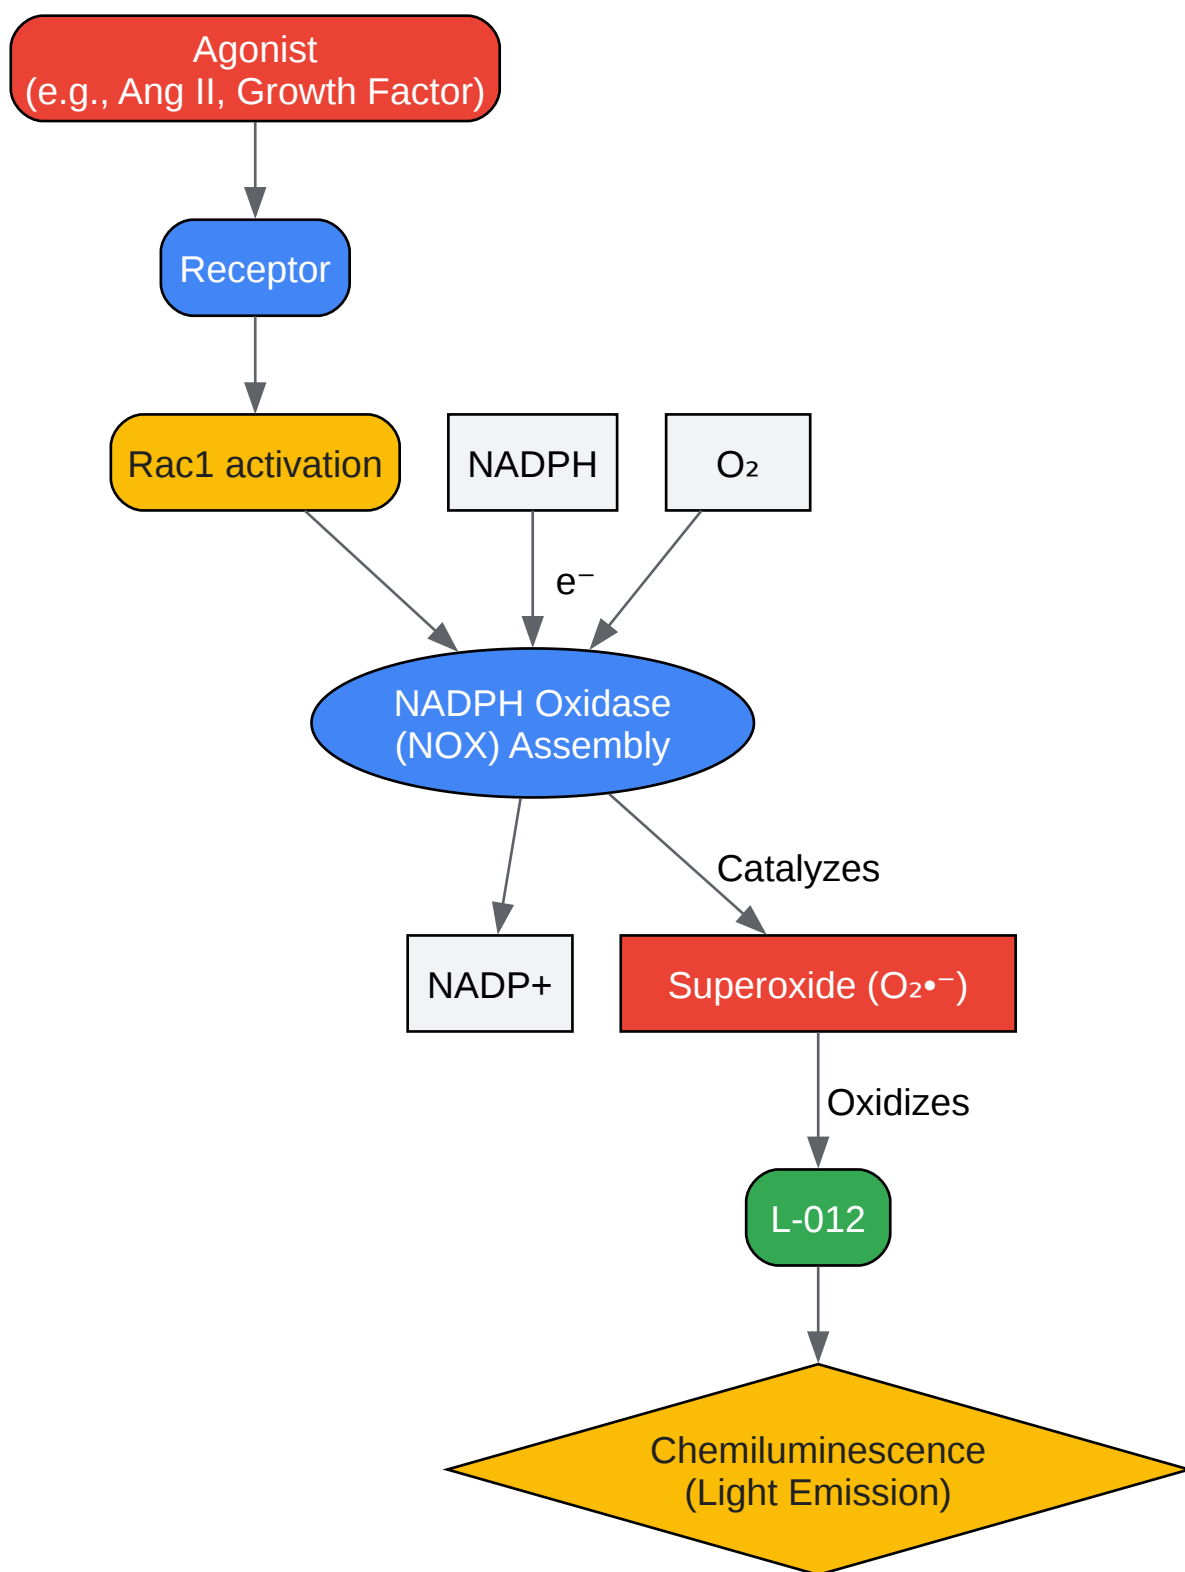 Agonist
(e.g., Ang II, Growth Factor)
Receptor
Rac1 activation
NADPH
O₂
e⁻
NADPH Oxidase
(NOX) Assembly
Catalyzes
NADP+
Superoxide (O₂•⁻)
Oxidizes
L-012
Chemiluminescence
(Light Emission)